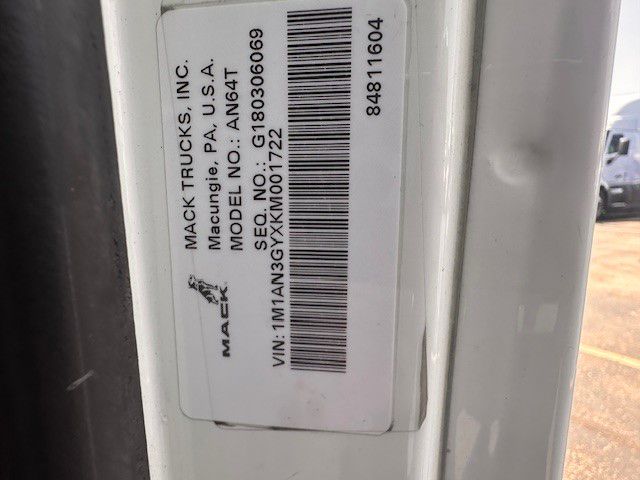 MACK TRUCKS, INC.
Macungie, PA, U.S.A.
MODEL NO.: AN64T
SEQ. NO.: G180306069
MACK
VIN: 1M1AN3GYXKM001722
84811604